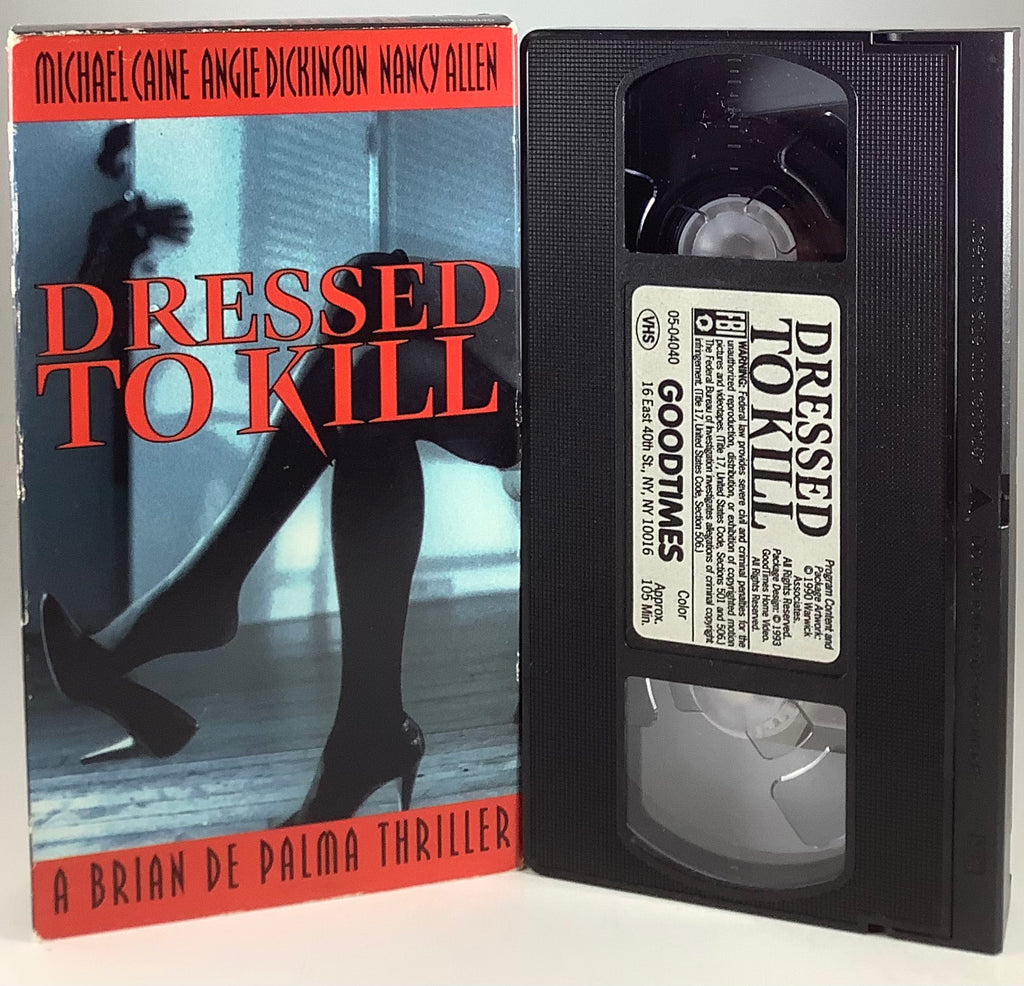 MICHAEL CAINE ANGIE DICKINSON NANCY ALLEN
DRESSED
TO KILL
A BRIAN DE PALMA THRILLER
DRESSED
TO KILL
Program Content and
Package Artwork:
© 1990 Warwick
Associates.
All Rights Reserved.
Package Design: © 1993
GoodTimes Home Video.
All Rights Reserved.
FBI
WARNING: Federal law provides severe civil and criminal penalties for the
unauthorized reproduction, distribution, or exhibition of copyrighted motion
pictures and videotapes. (Title 17, United States Code, Sections 501 and 506.)
The Federal Bureau of Investigation investigates allegations of criminal copyright
infringement. (Title 17, United States Code, Section 506.)
05-04040
GOODTIMES
Color
VHS
16 East 40th St., NY, NY 10016
Approx.
105 Min.